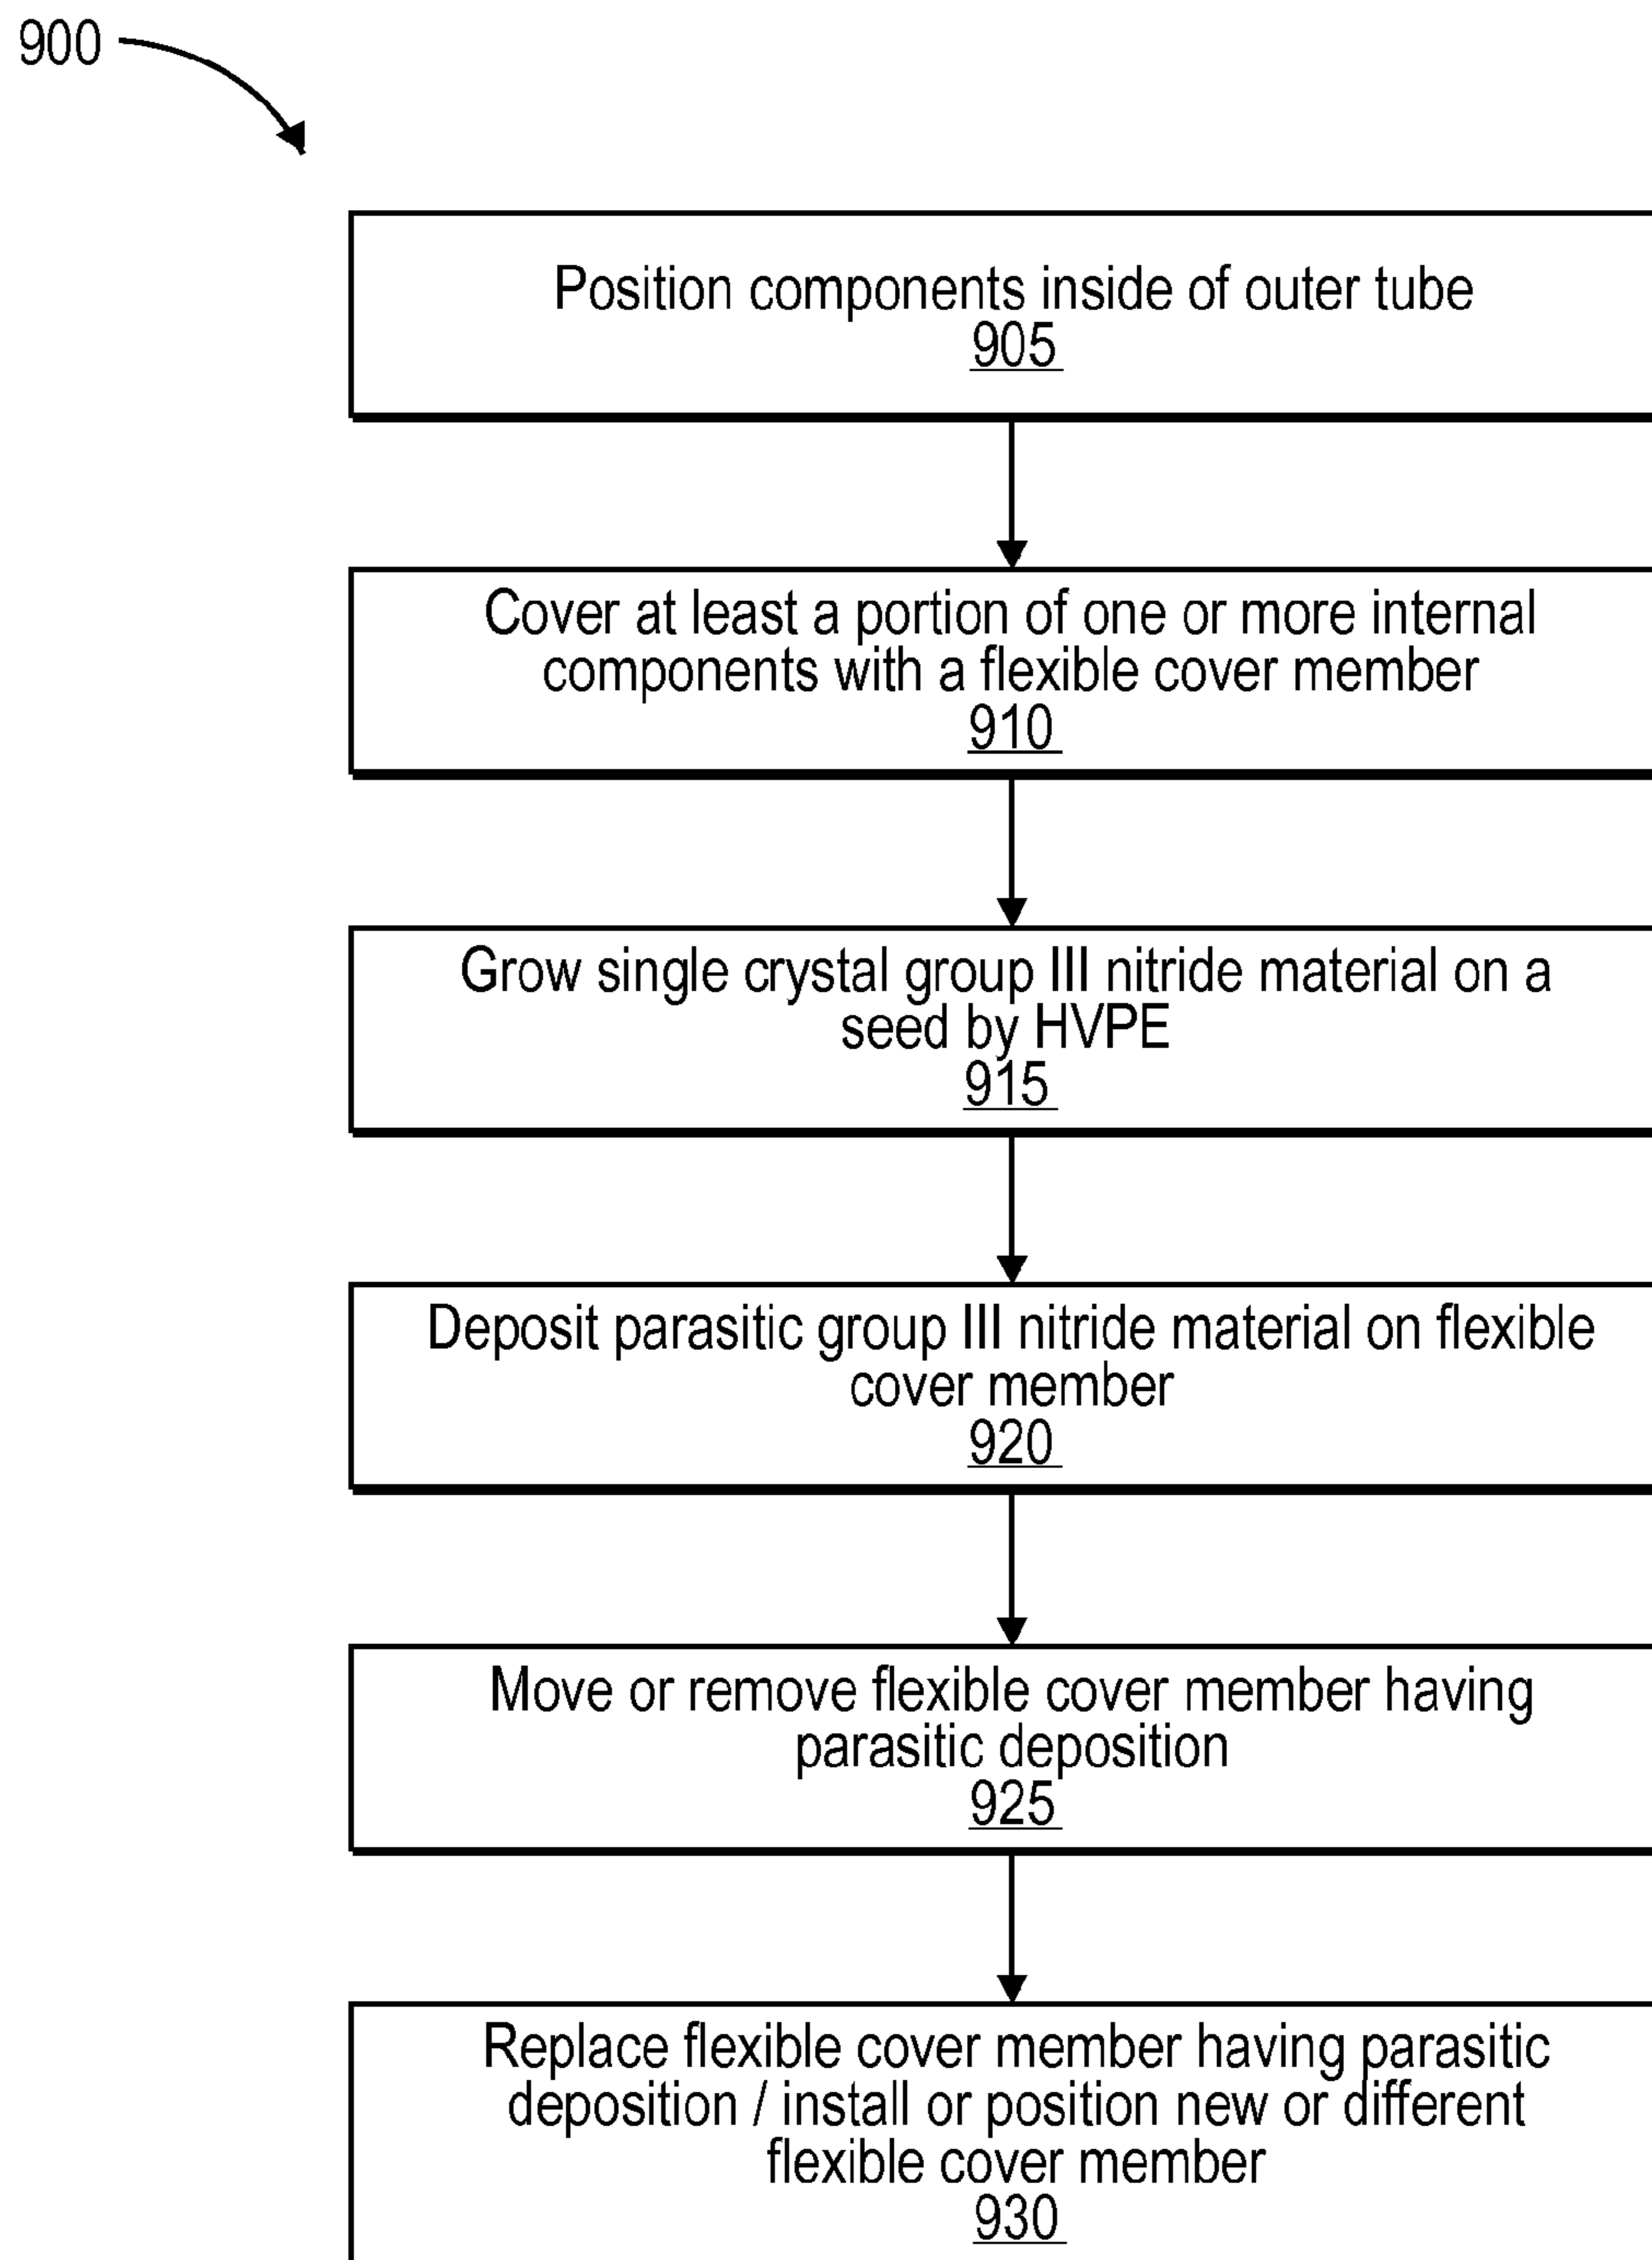 900
Position components inside of outer tube
905
Cover at least a portion of one or more internal
components with a flexible cover member
910
Grow single crystal group III nitride material on a
seed by HVPE
915
Deposit parasitic group III nitride material on flexible
cover member
920
Move or remove flexible cover member having
parasitic deposition
925
Replace flexible cover member having parasitic
deposition / install or position new or different
flexible cover member
930